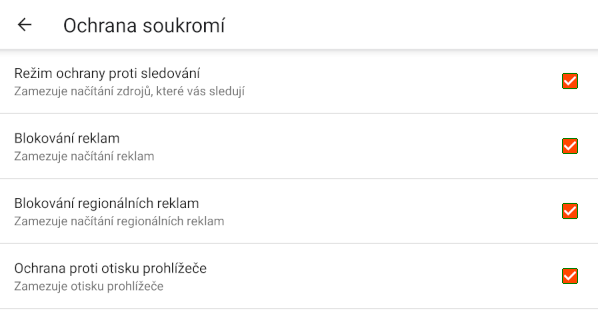 Ochrana soukromí
Režim ochrany proti sledování
Zamezuje načítání zdrojů, které vás sledují
Blokování reklam
Zamezuje načítání reklam
Blokování regionálních reklam
Zamezuje načítání regionálních reklam
Ochrana proti otisku prohlížeče
Zamezuje otisku prohlížeče